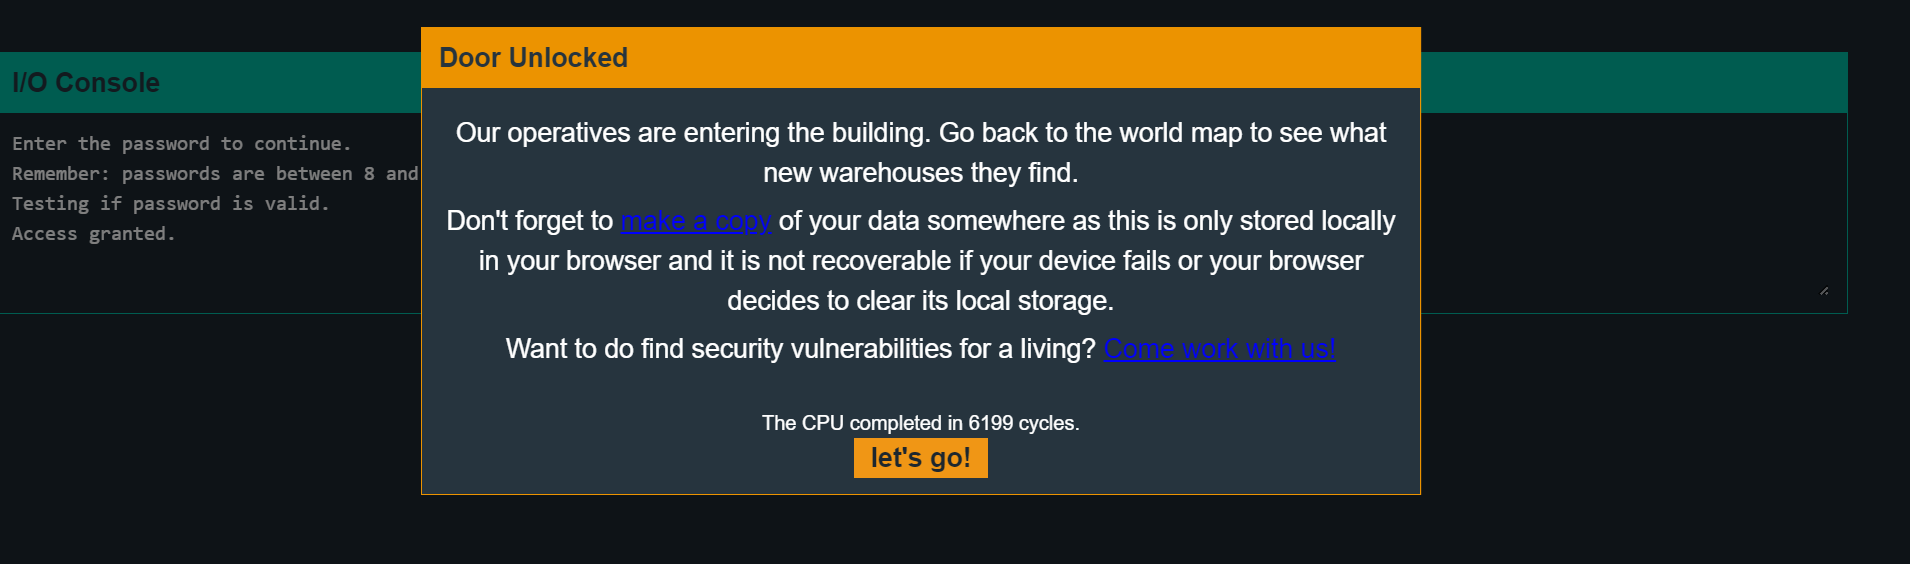 Door Unlocked
I/O Console
Enter the password to continue.
Remember: passwords are between 8 and
Testing if password is valid.
Access granted.
Our operatives are entering the building. Go back to the world map to see what
new warehouses they find.
Don't forget to make a copy of your data somewhere as this is only stored locally
in your browser and it is not recoverable if your device fails or your browser
decides to clear its local storage.
Want to do find security vulnerabilities for a living? Come work with us!
The CPU completed in 6199 cycles.
let's go!